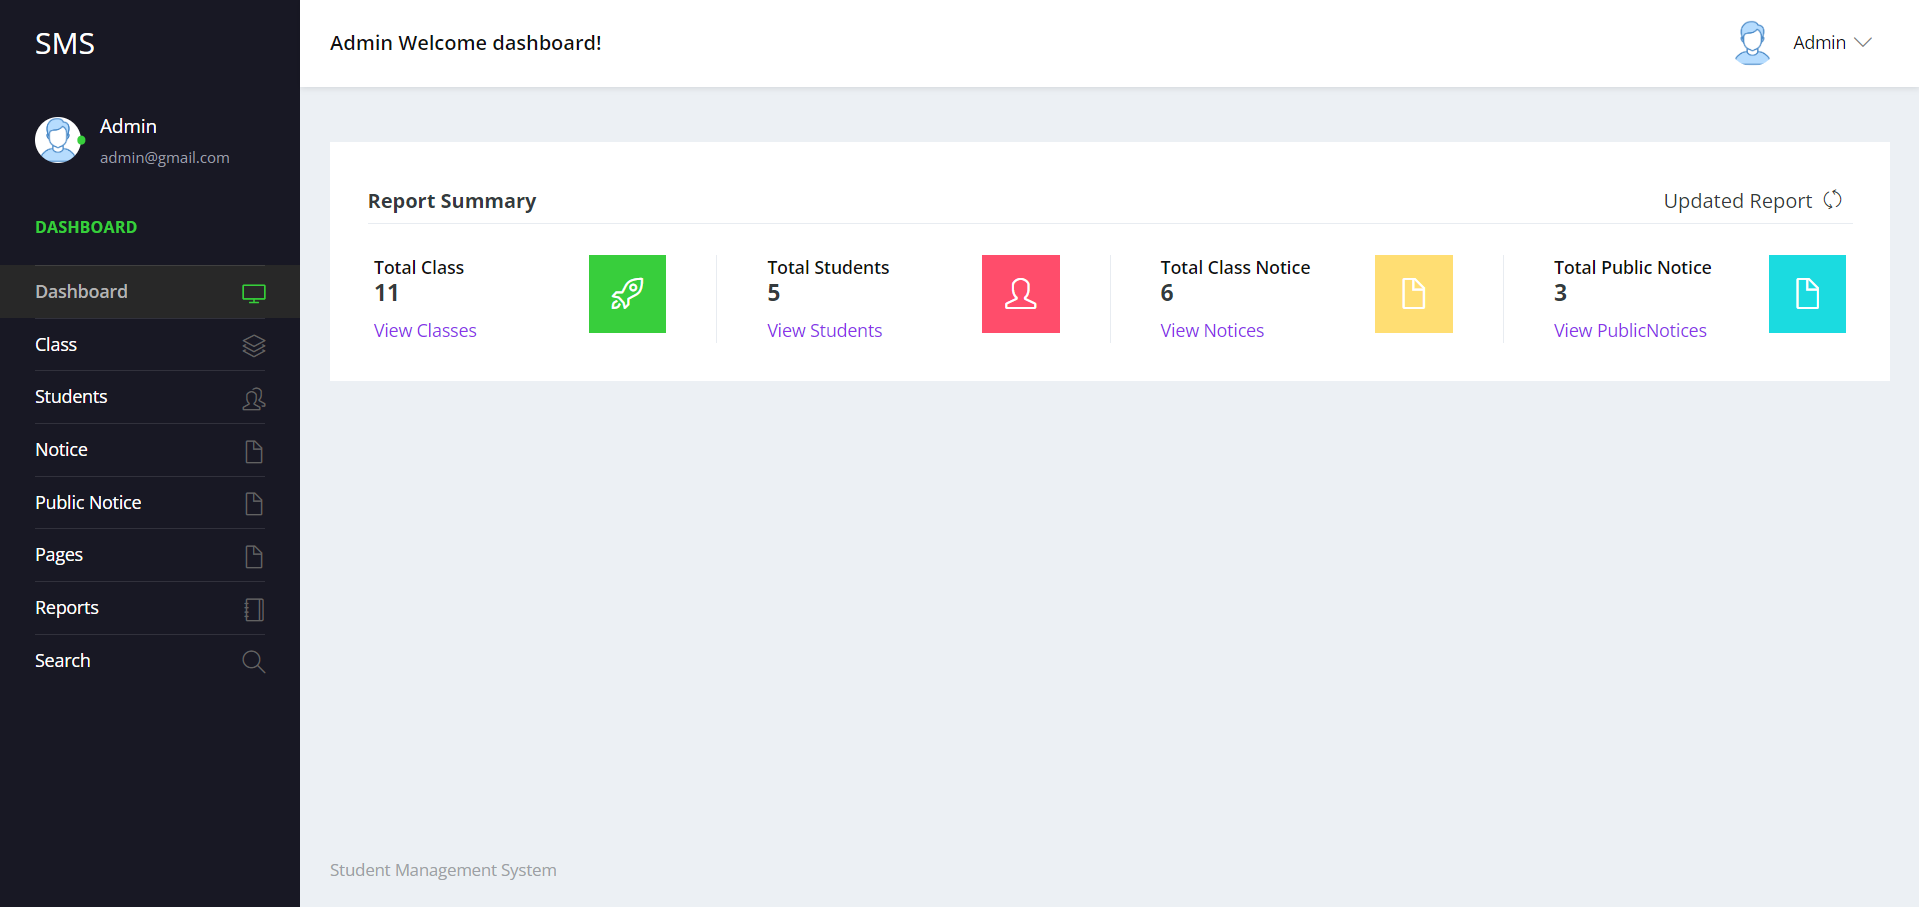 SMS
Admin
admin@gmail.com
DASHBOARD
Dashboard
Class
Students
Notice
Public Notice
Pages
Reports
Search
Admin Welcome dashboard!
Admin
Report Summary
Updated Report
Total Class
11
View Classes
Total Students
5
View Students
Total Class Notice
6
View Notices
Total Public Notice
3
View PublicNotices
Student Management System